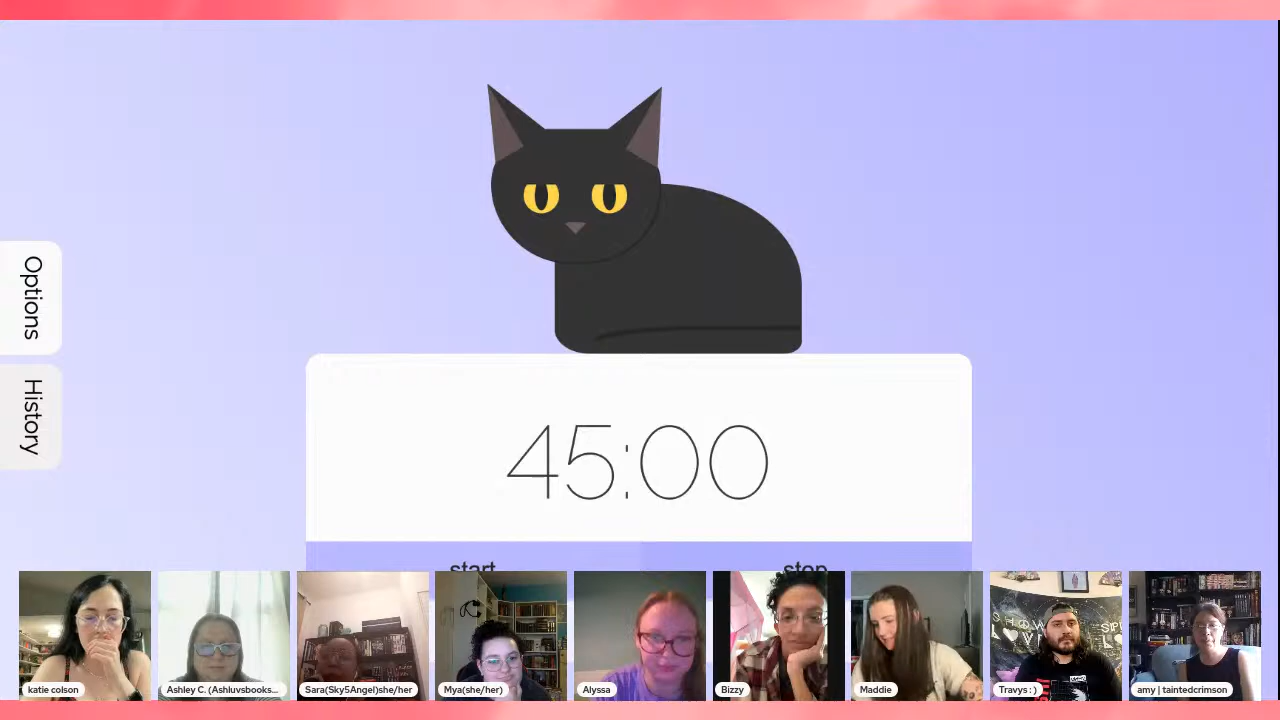 Options
History
45:00
start
stop
katie colson
Ashley C. (Ashluvsbooks...
Sara(Sky5Angel)she/her
Mya(she/her)
Alyssa
Bizzy
Maddie
Travys : )
amy | taintedcrimson